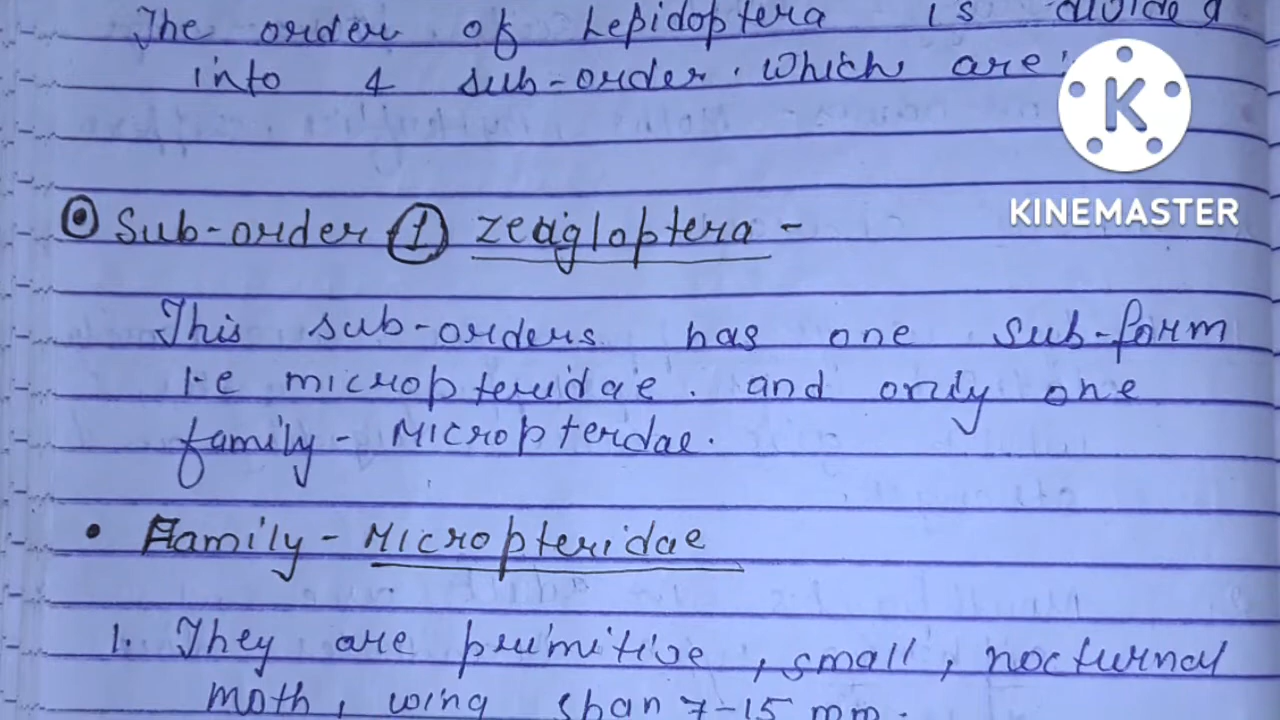 The order of Lepidoptera is divided
into 4 sub-order. Which are:
K
KINEMASTER
Sub-order 1 zeagloptera -
This sub-orders has one sub-form
i.e micropteridae. and only one
family - Micropterdae.
• Family - Micropteridae
1. They are primitive, small, nocturnal
moth, wing span 7-15 mm.